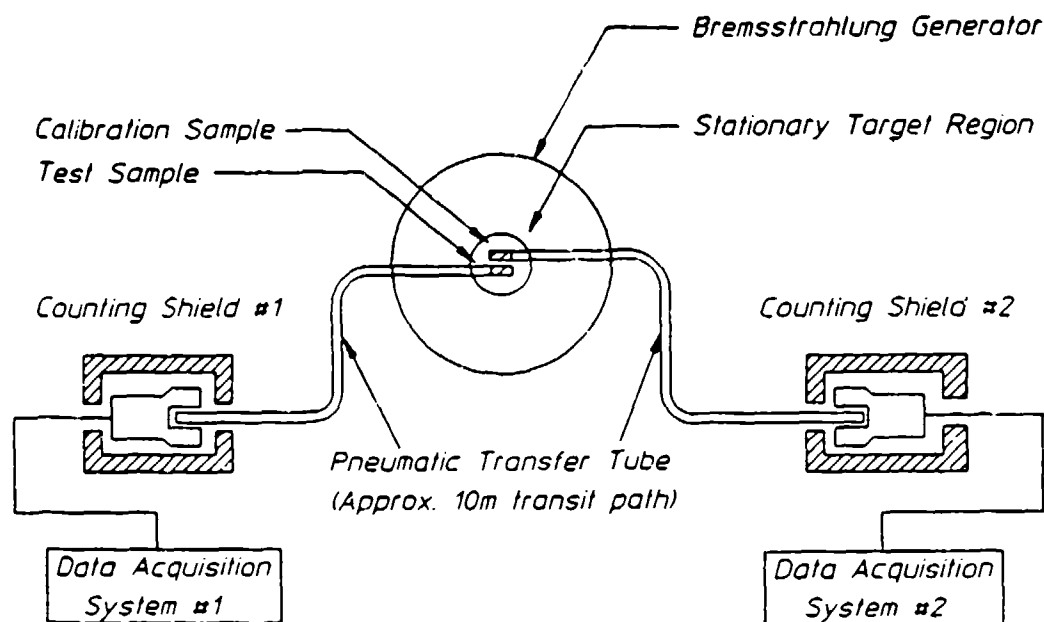 Bremsstrahlung Generator
Calibration Sample
Stationary Target Region
Test Sample
Counting Shield #1
Counting Shield #2
Pneumatic Transfer Tube
(Approx. 10m transit path)
Data Acquisition
System #1
Data Acquisition
System #2